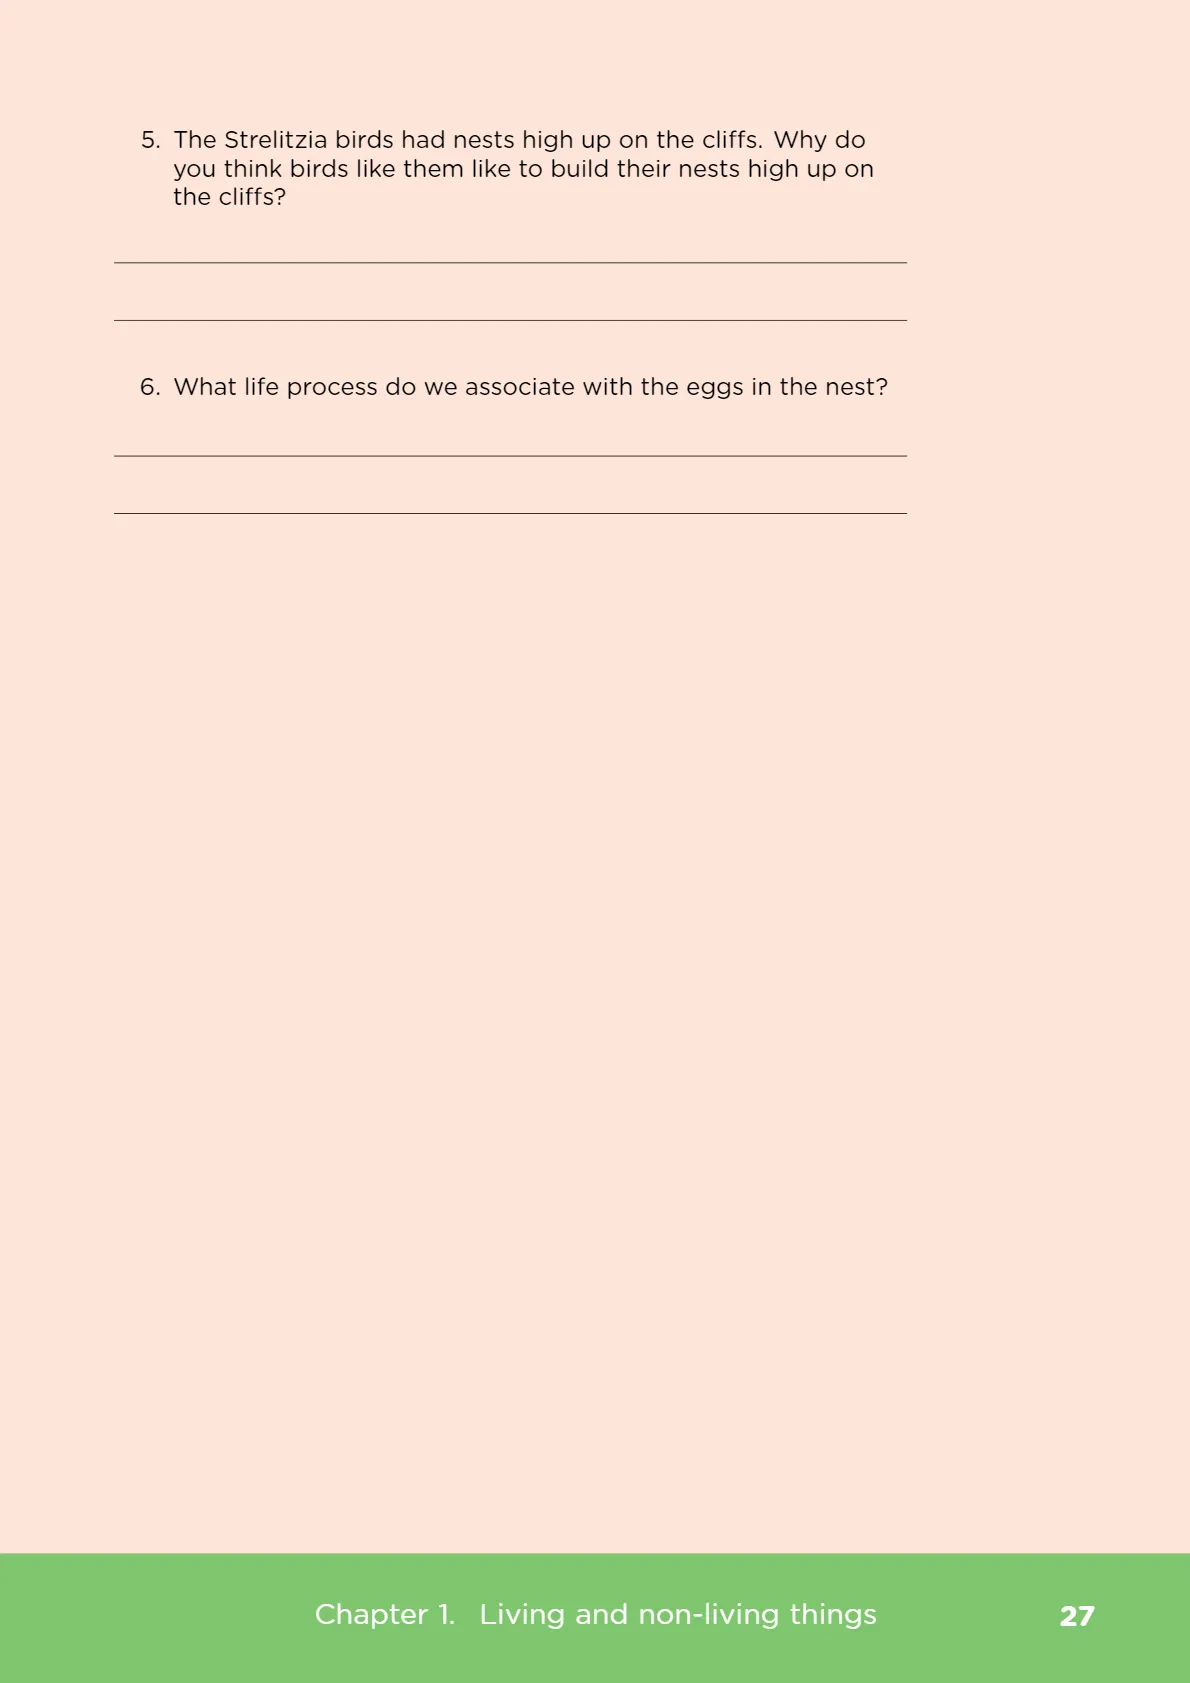 5. The Strelitzia birds had nests high up on the cliffs. Why do
you think birds like them like to build their nests high up on
the cliffs?
6. What life process do we associate with the eggs in the nest?
Chapter 1. Living and non-living things 27